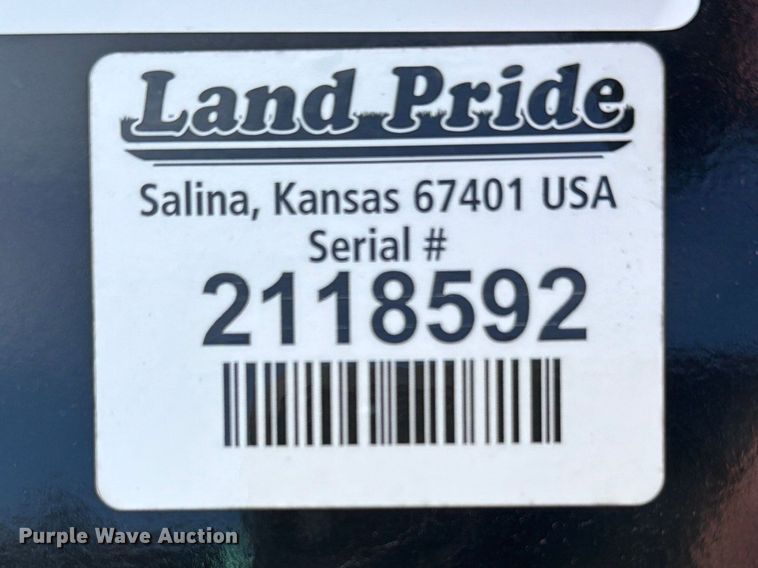 Land Pride
Salina, Kansas 67401 USA
Serial #
2118592
Purple Wave Auction